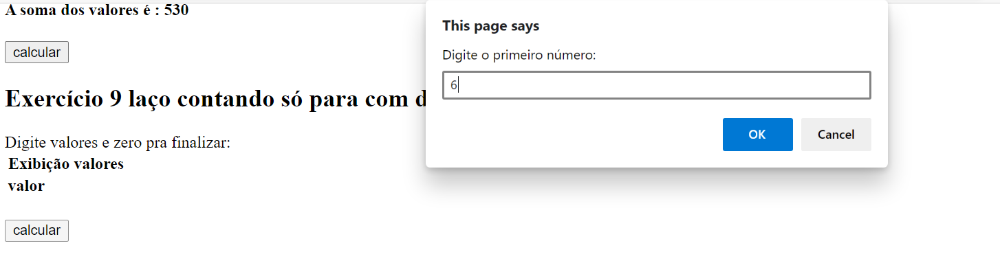 A soma dos valores é : 530
calcular
Exercício 9 laço contando só para com
Digite valores e zero pra finalizar:
Exibição valores
valor
calcular
This page says
Digite o primeiro número:
6
OK
Cancel